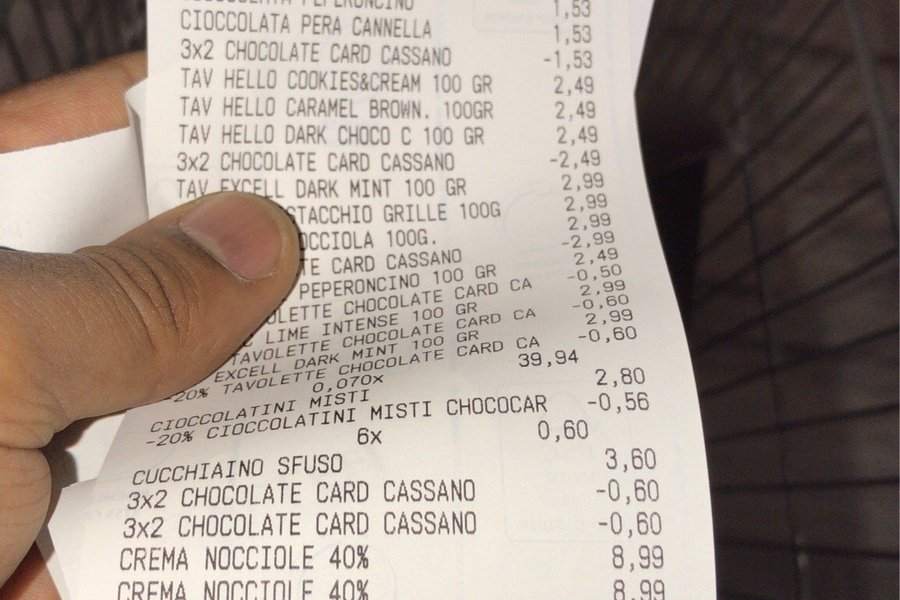 PEPERONCINO 1,53
CIOCCOLATA PERA CANNELLA 1,53
3x2 CHOCOLATE CARD CASSANO -1,53
TAV HELLO COOKIES&CREAM 100 GR 2,49
TAV HELLO CARAMEL BROWN. 100GR 2,49
TAV HELLO DARK CHOCO C 100 GR 2,49
3x2 CHOCOLATE CARD CASSANO -2,49
TAV EXCELL DARK MINT 100 GR 2,99
STACCHIO GRILLE 100G 2,99
OCCIOLA 100G. 2,99
TE CARD CASSANO -2,99
PEPERONCINO 100 GR 2,49
OLETTE CHOCOLATE CARD CA -0,50
LIME INTENSE 100 GR 2,99
TAVOLETTE CHOCOLATE CARD CA -0,60
EXCELL DARK MINT 100 GR 2,99
-20% TAVOLETTE CHOCOLATE CARD CA -0,60
0,070x 39,94
CIOCCOLATINI MISTI 2,80
-20% CIOCCOLATINI MISTI CHOCOCAR -0,56
6x 0,60
CUCCHIAINO SFUSO 3,60
3x2 CHOCOLATE CARD CASSANO -0,60
3x2 CHOCOLATE CARD CASSANO -0,60
CREMA NOCCIOLE 40% 8,99
CREMA NOCCIOLE 40% 8,99